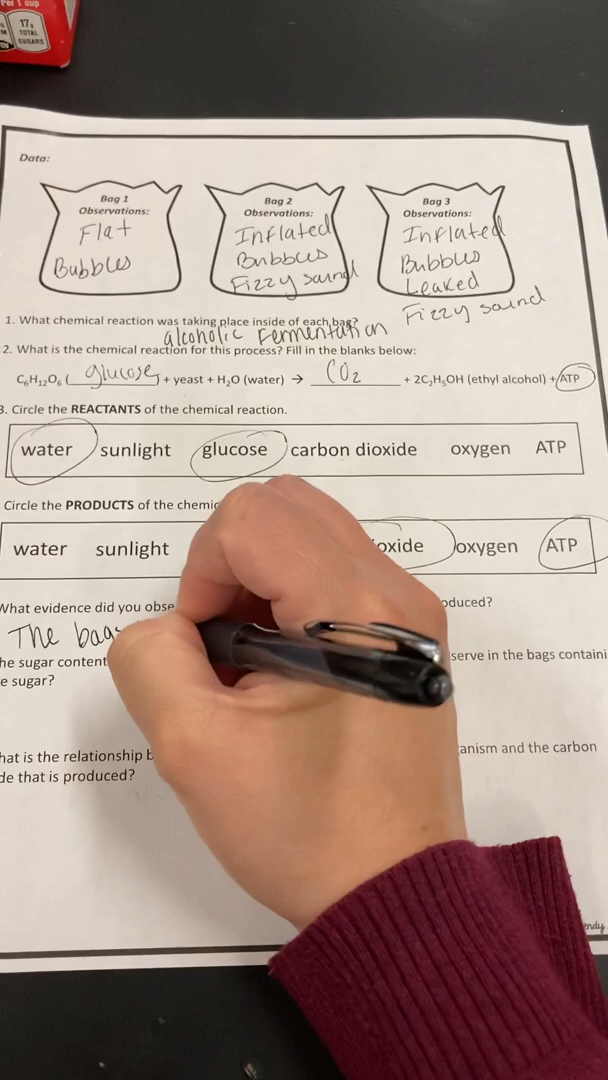 Per 1 cup
17g
TOTAL
SUGARS
Data:
Bag 1
Observations:
Flat
Bubbles
Bag 2
Observations:
Inflated
Bubbles
Fizzy sound
Bag 3
Observations:
Inflated
Bubbles
Leaked
Fizzy sound
1. What chemical reaction was taking place inside of each bag?
alcoholic Fermentation
2. What is the chemical reaction for this process? Fill in the blanks below:
C₆H₁₂O₆ (glucose + yeast + H₂O (water) → CO₂ + 2C₂H₅OH (ethyl alcohol) + ATP
3. Circle the REACTANTS of the chemical reaction.
water sunlight glucose carbon dioxide oxygen ATP
Circle the PRODUCTS of the chemic
water sunlight oxide oxygen ATP
What evidence did you obse oduced?
The bags
he sugar content serve in the bags containi
e sugar?
hat is the relationship b anism and the carbon
de that is produced?
endy